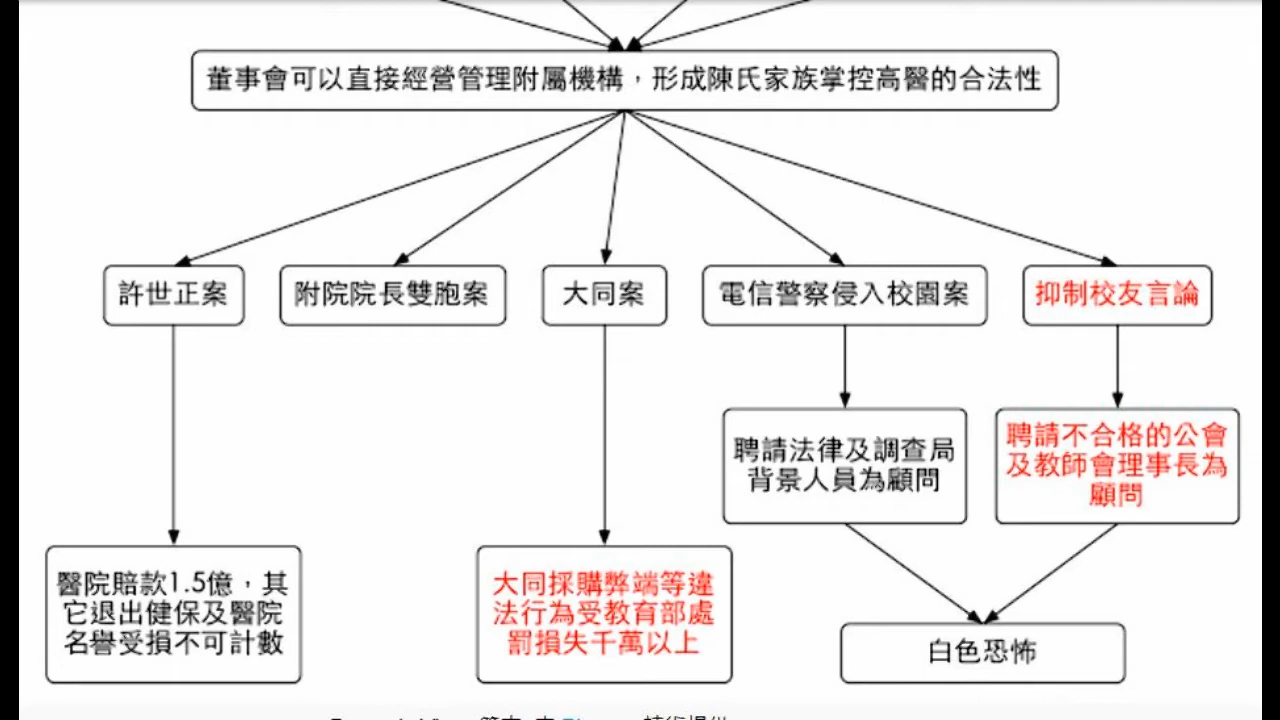 董事會可以直接經營管理附屬機構，形成陳氏家族掌控高醫的合法性
許世正案
附院院長雙胞案
大同案
電信警察侵入校園案
抑制校友言論
聘請法律及調查局
背景人員為顧問
聘請不合格的公會
及教師會理事長為
顧問
醫院賠款1.5億，其
它退出健保及醫院
名譽受損不可計數
大同採購弊端等違
法行為受教育部處
罰損失千萬以上
白色恐怖